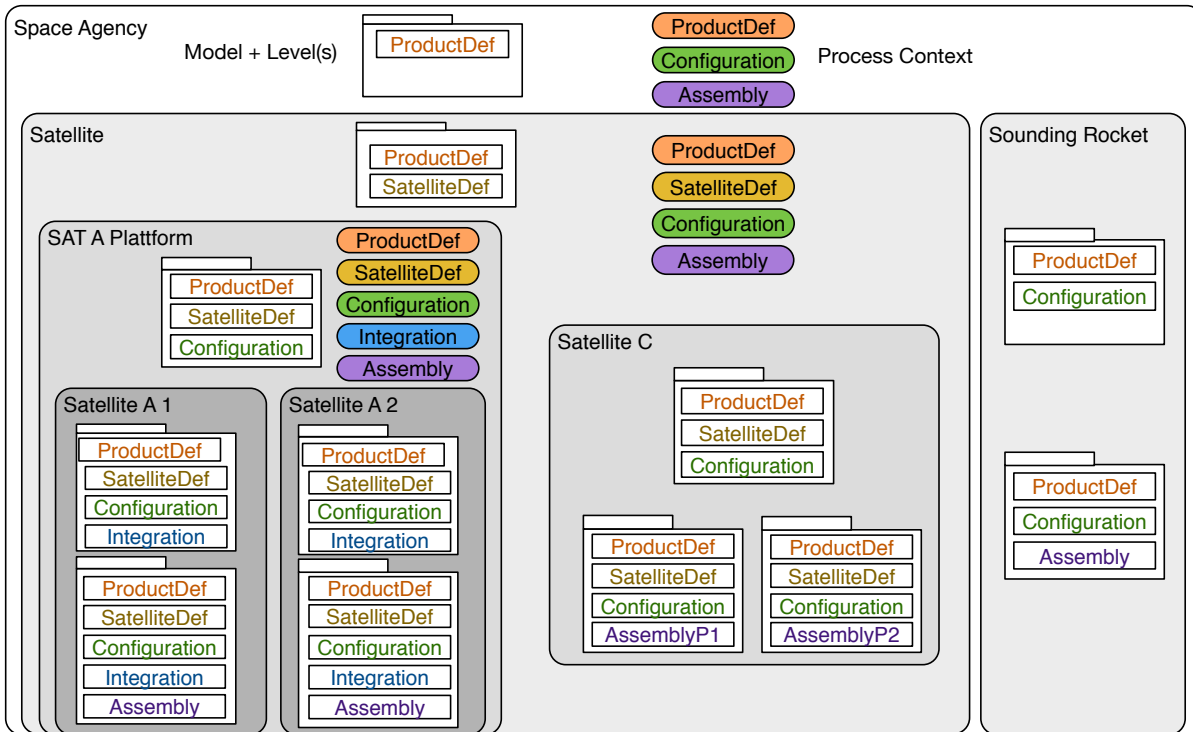 Space Agency
Model + Level(s)
ProductDef
ProductDef
Configuration
Assembly
Process Context
Satellite
ProductDef
SatelliteDef
ProductDef
SatelliteDef
Configuration
Assembly
SAT A Plattform
ProductDef
SatelliteDef
Configuration
ProductDef
SatelliteDef
Configuration
Integration
Assembly
Satellite A 1
ProductDef
SatelliteDef
Configuration
Integration
ProductDef
SatelliteDef
Configuration
Integration
Assembly
Satellite A 2
ProductDef
SatelliteDef
Configuration
Integration
ProductDef
SatelliteDef
Configuration
Integration
Assembly
Satellite C
ProductDef
SatelliteDef
Configuration
ProductDef
SatelliteDef
Configuration
AssemblyP1
ProductDef
SatelliteDef
Configuration
AssemblyP2
Sounding Rocket
ProductDef
Configuration
ProductDef
Configuration
Assembly